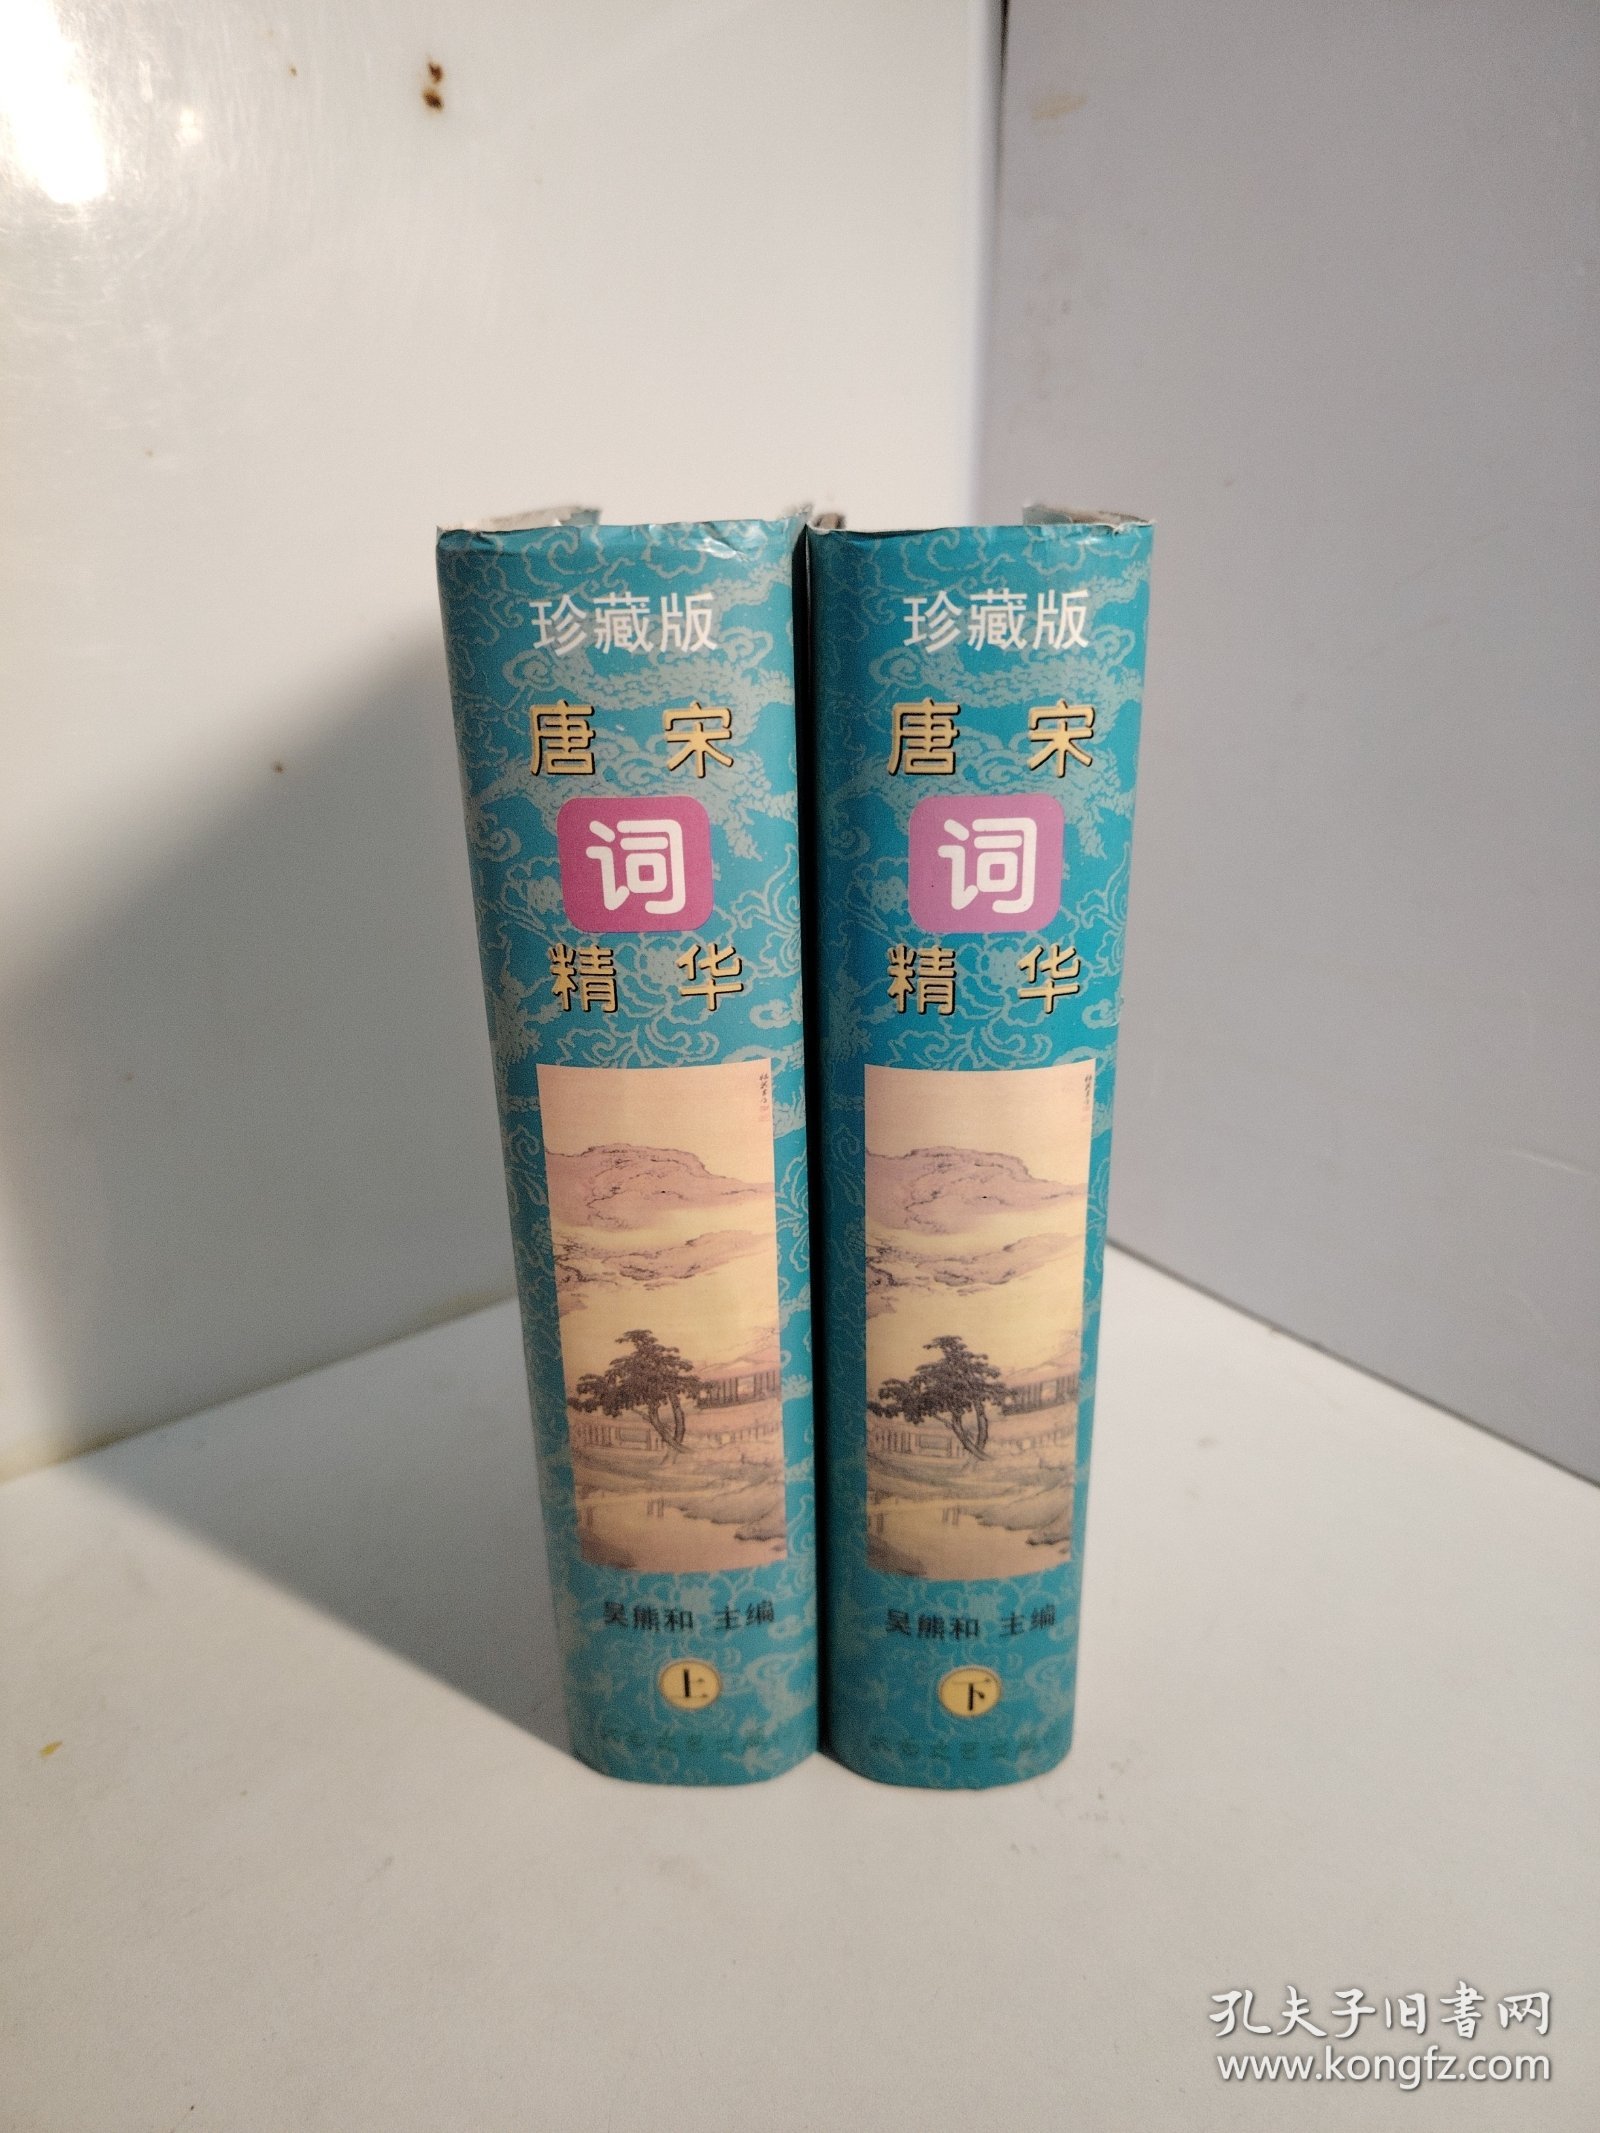 珍藏版
唐宋
词
精华
吴熊和 主编
上
珍藏版
唐宋
词
精华
吴熊和 主编
下
孔夫子旧书网
www.kongfz.com